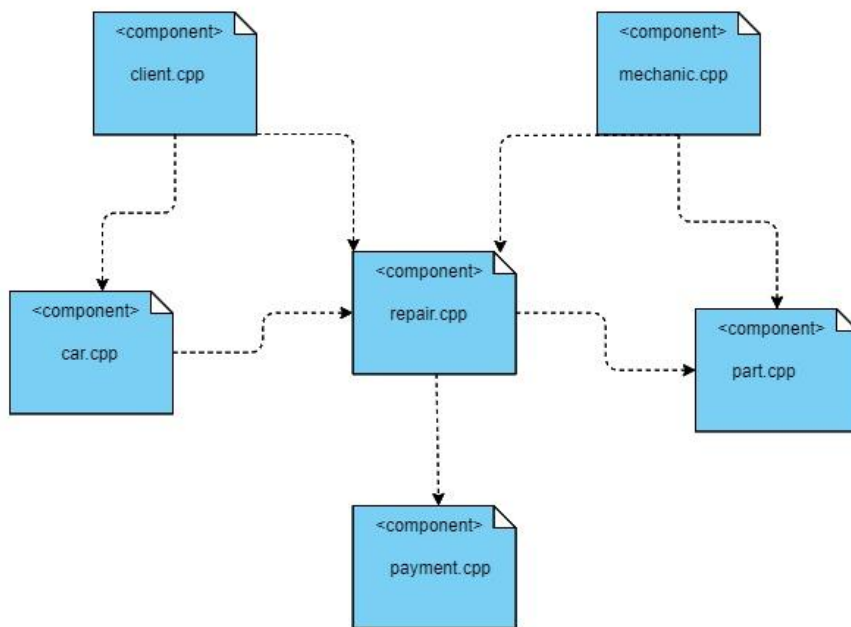 <component>
client.cpp
<component>
mechanic.cpp
<component>
repair.cpp
<component>
car.cpp
<component>
part.cpp
<component>
payment.cpp